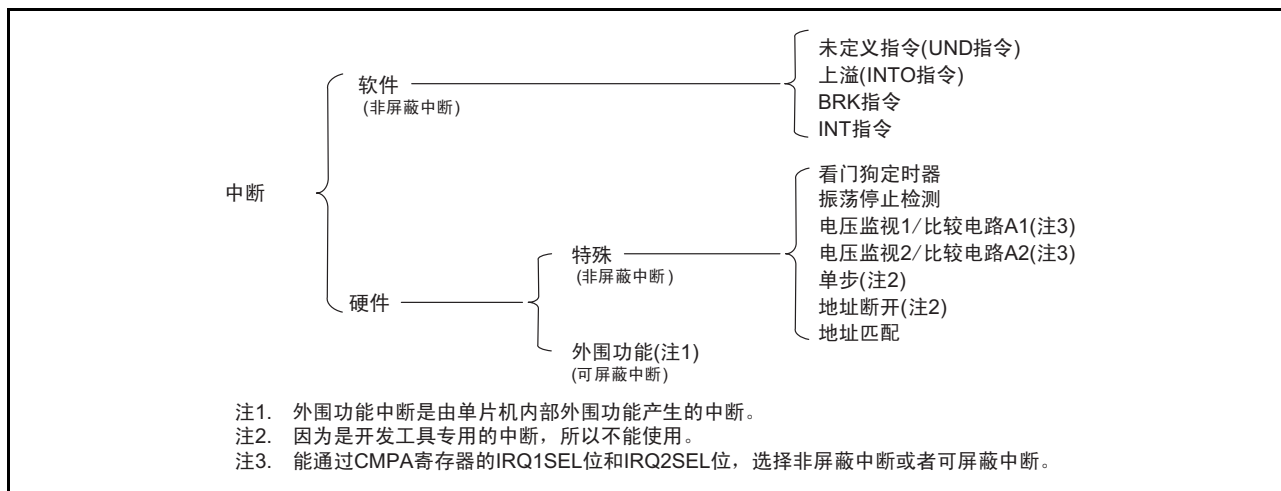 未定义指令(UND指令)
上溢(INTO指令)
BRK指令
INT指令
软件
(非屏蔽中断)
中断
看门狗定时器
振荡停止检测
电压监视1/比较电路A1(注3)
电压监视2/比较电路A2(注3)
单步(注2)
地址断开(注2)
地址匹配
特殊
(非屏蔽中断)
硬件
外围功能(注1)
(可屏蔽中断)
注1. 外围功能中断是由单片机内部外围功能产生的中断。
注2. 因为是开发工具专用的中断，所以不能使用。
注3. 能通过CMPA寄存器的IRQ1SEL位和IRQ2SEL位，选择非屏蔽中断或者可屏蔽中断。